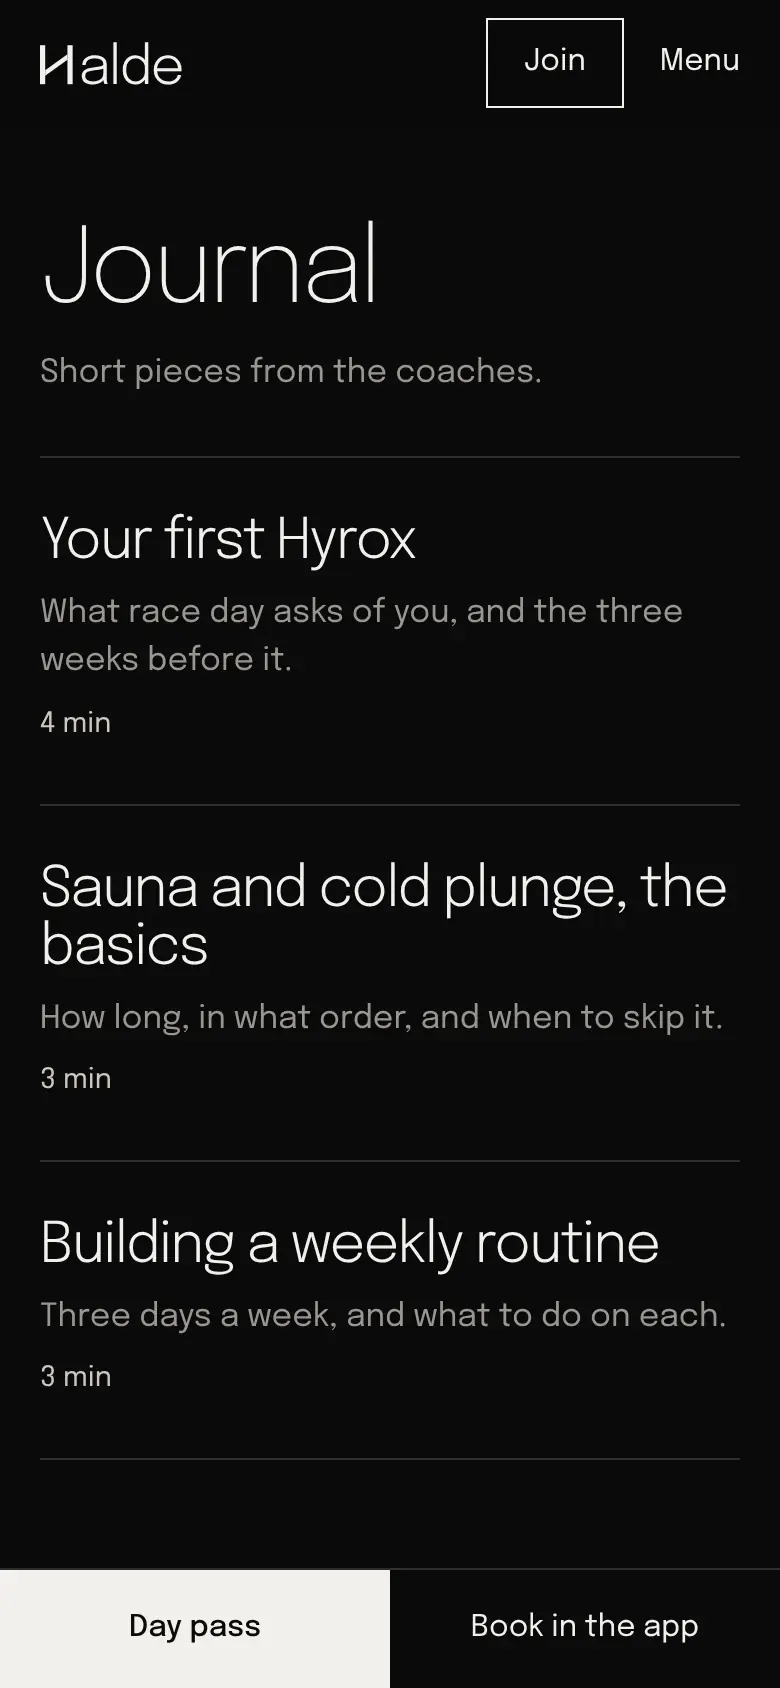 Halde
Join
Menu
Journal
Short pieces from the coaches.
Your first Hyrox
What race day asks of you, and the three
weeks before it.
4 min
Sauna and cold plunge, the
basics
How long, in what order, and when to skip it.
3 min
Building a weekly routine
Three days a week, and what to do on each.
3 min
Day pass
Book in the app